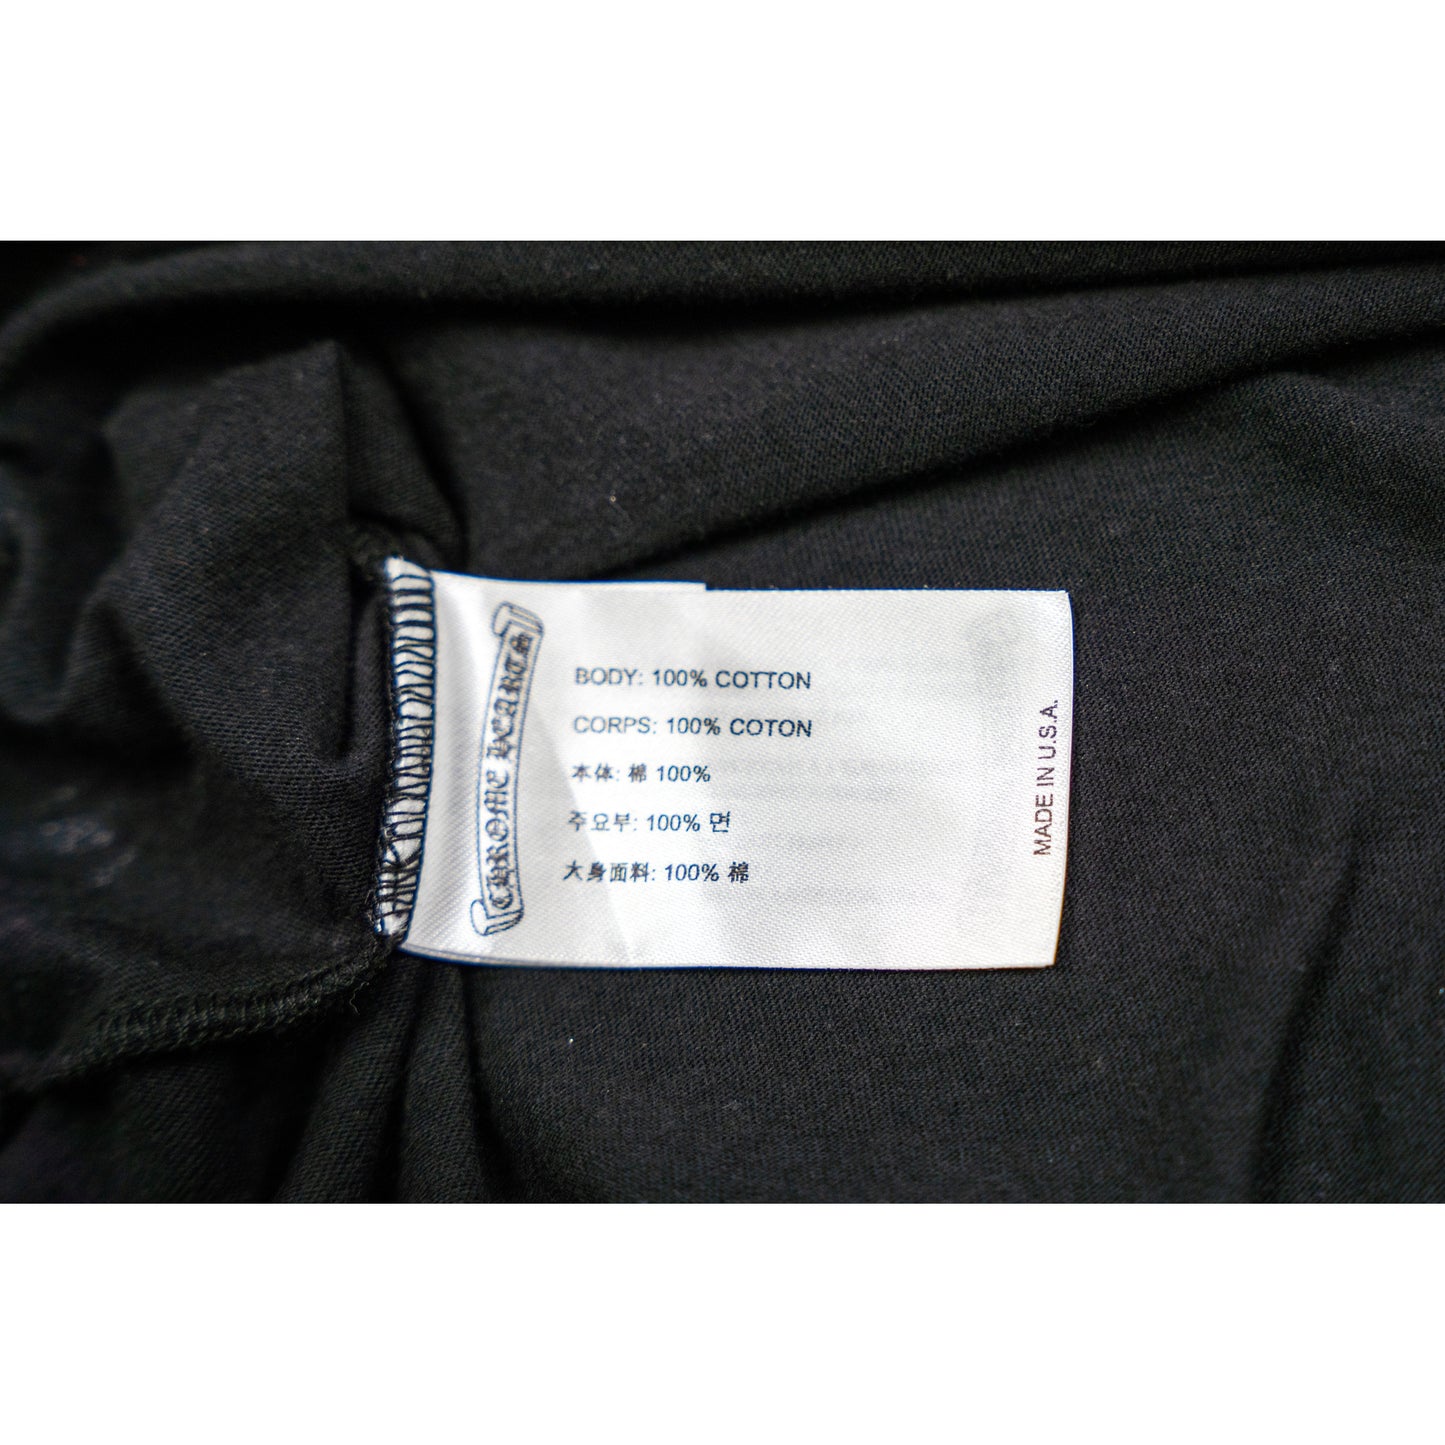 CHROME HEARTS
BODY: 100% COTTON
CORPS: 100% COTON
本体: 棉 100%
주요부: 100% 면
大身面料: 100% 棉
MADE IN U.S.A.